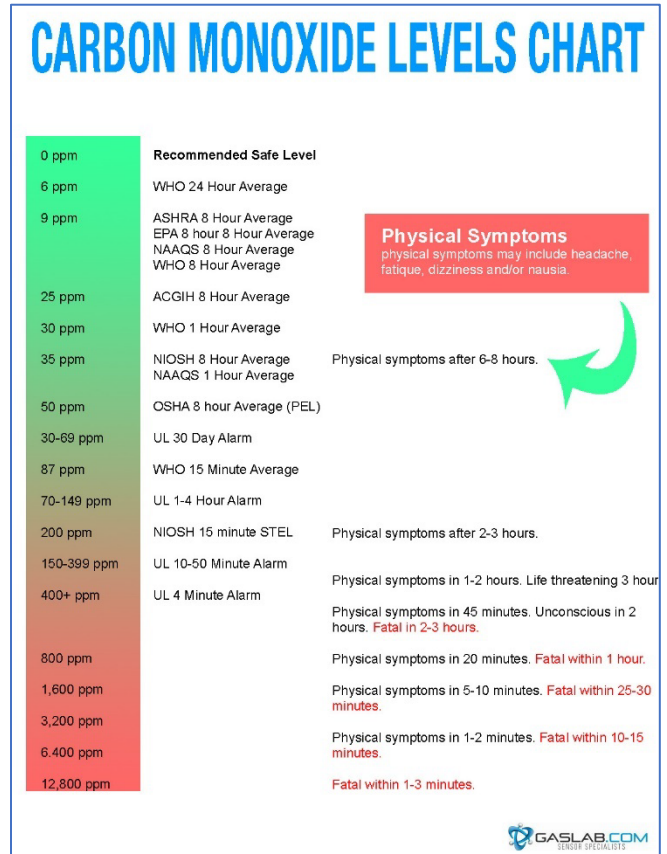 CARBON MONOXIDE LEVELS CHART
0 ppm Recommended Safe Level
6 ppm WHO 24 Hour Average
9 ppm ASHRA 8 Hour Average
EPA 8 hour 8 Hour Average
NAAQS 8 Hour Average
WHO 8 Hour Average
Physical Symptoms
physical symptoms may include headache,
fatique, dizziness and/or nausia.
25 ppm ACGIH 8 Hour Average
30 ppm WHO 1 Hour Average
35 ppm NIOSH 8 Hour Average Physical symptoms after 6-8 hours.
NAAQS 1 Hour Average
50 ppm OSHA 8 hour Average (PEL)
30-69 ppm UL 30 Day Alarm
87 ppm WHO 15 Minute Average
70-149 ppm UL 1-4 Hour Alarm
200 ppm NIOSH 15 minute STEL Physical symptoms after 2-3 hours.
150-399 ppm UL 10-50 Minute Alarm
Physical symptoms in 1-2 hours. Life threatening 3 hour
400+ ppm UL 4 Minute Alarm
Physical symptoms in 45 minutes. Unconscious in 2
hours. Fatal in 2-3 hours.
800 ppm Physical symptoms in 20 minutes. Fatal within 1 hour.
1,600 ppm Physical symptoms in 5-10 minutes. Fatal within 25-30
minutes.
3,200 ppm
Physical symptoms in 1-2 minutes. Fatal within 10-15
6.400 ppm minutes.
12,800 ppm Fatal within 1-3 minutes.
GASLAB.COM
SENSOR SPECIALISTS